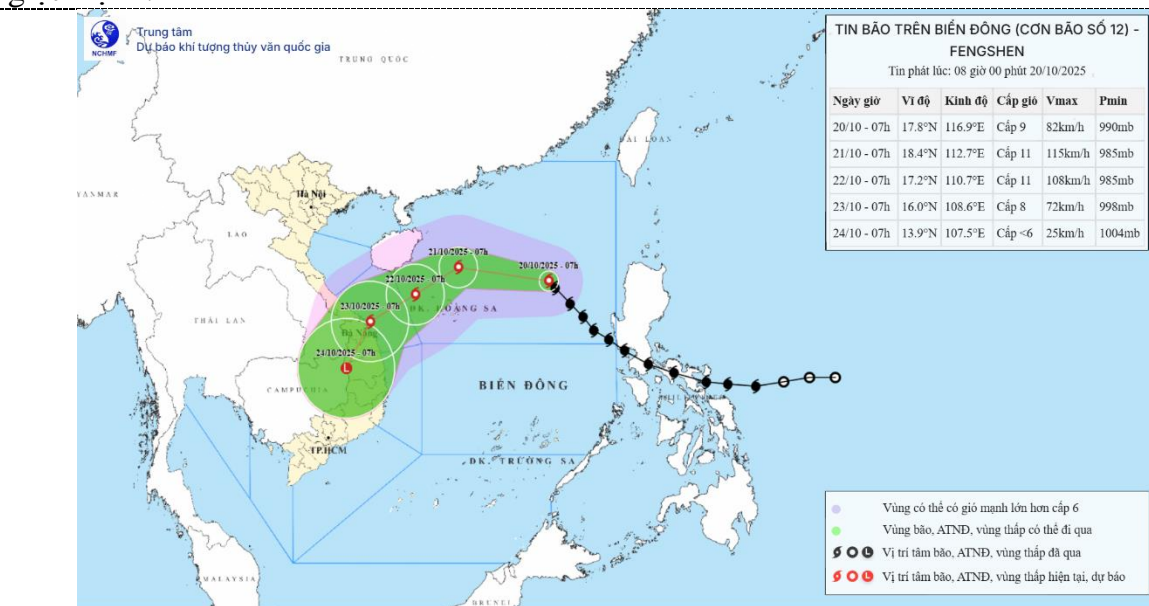 Trung tâm
Dự báo khí tượng thủy văn quốc gia
NCHMF
TIN BÃO TRÊN BIỂN ĐÔNG (CƠN BÃO SỐ 12) -
FENGSHEN
Tin phát lúc: 08 giờ 00 phút 20/10/2025
Ngày giờ Vĩ độ Kinh độ Cấp gió Vmax Pmin
20/10 - 07h 17.8°N 116.9°E Cấp 9 82km/h 990mb
21/10 - 07h 18.4°N 112.7°E Cấp 11 115km/h 985mb
22/10 - 07h 17.2°N 110.7°E Cấp 11 108km/h 985mb
23/10 - 07h 16.0°N 108.6°E Cấp 8 72km/h 998mb
24/10 - 07h 13.9°N 107.5°E Cấp <6 25km/h 1004mb
TRUNG QUỐC
ĐÀI LOAN
YANMAR
Hà Nội
LAO
21/10/2025 - 07h
20/10/2025 - 07h
22/10/2025 - 07h
23/10/2025 - 07h
ĐK. HOÀNG SA
THÁI LAN
Đà Nẵng
24/10/2025 - 07h
BIỂN ĐÔNG
CAMPUCHIA
TP.HCM
ĐK. TRƯỜNG SA
MALAYSIA
BRUNEI
Vùng có thể có gió mạnh lớn hơn cấp 6
Vùng bão, ATNĐ, vùng thấp có thể đi qua
Vị trí tâm bão, ATNĐ, vùng thấp đã qua
Vị trí tâm bão, ATNĐ, vùng thấp hiện tại, dự báo